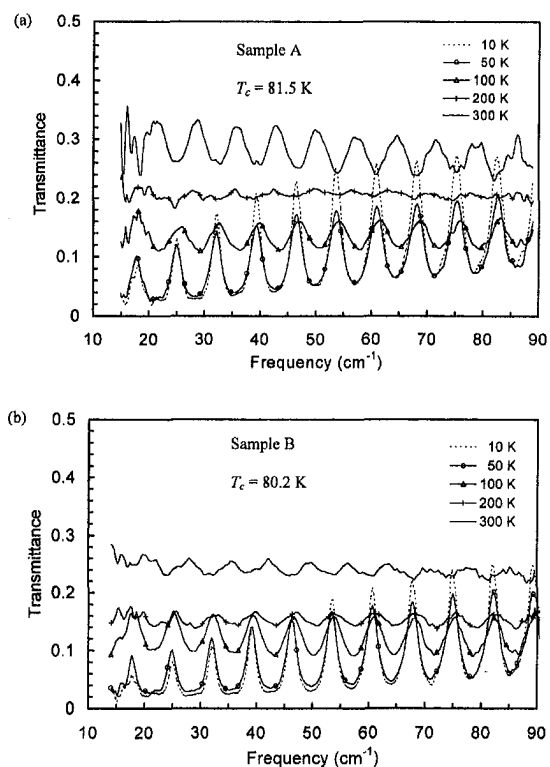 (a)
Sample A
T_c = 81.5 K
10 K
50 K
100 K
200 K
300 K
0.5
0.4
0.3
0.2
0.1
0
Transmittance
10 20 30 40 50 60 70 80 90
Frequency (cm⁻¹)
(b)
Sample B
T_c = 80.2 K
10 K
50 K
100 K
200 K
300 K
0.5
0.4
0.3
0.2
0.1
0
Transmittance
10 20 30 40 50 60 70 80 90
Frequency (cm⁻¹)